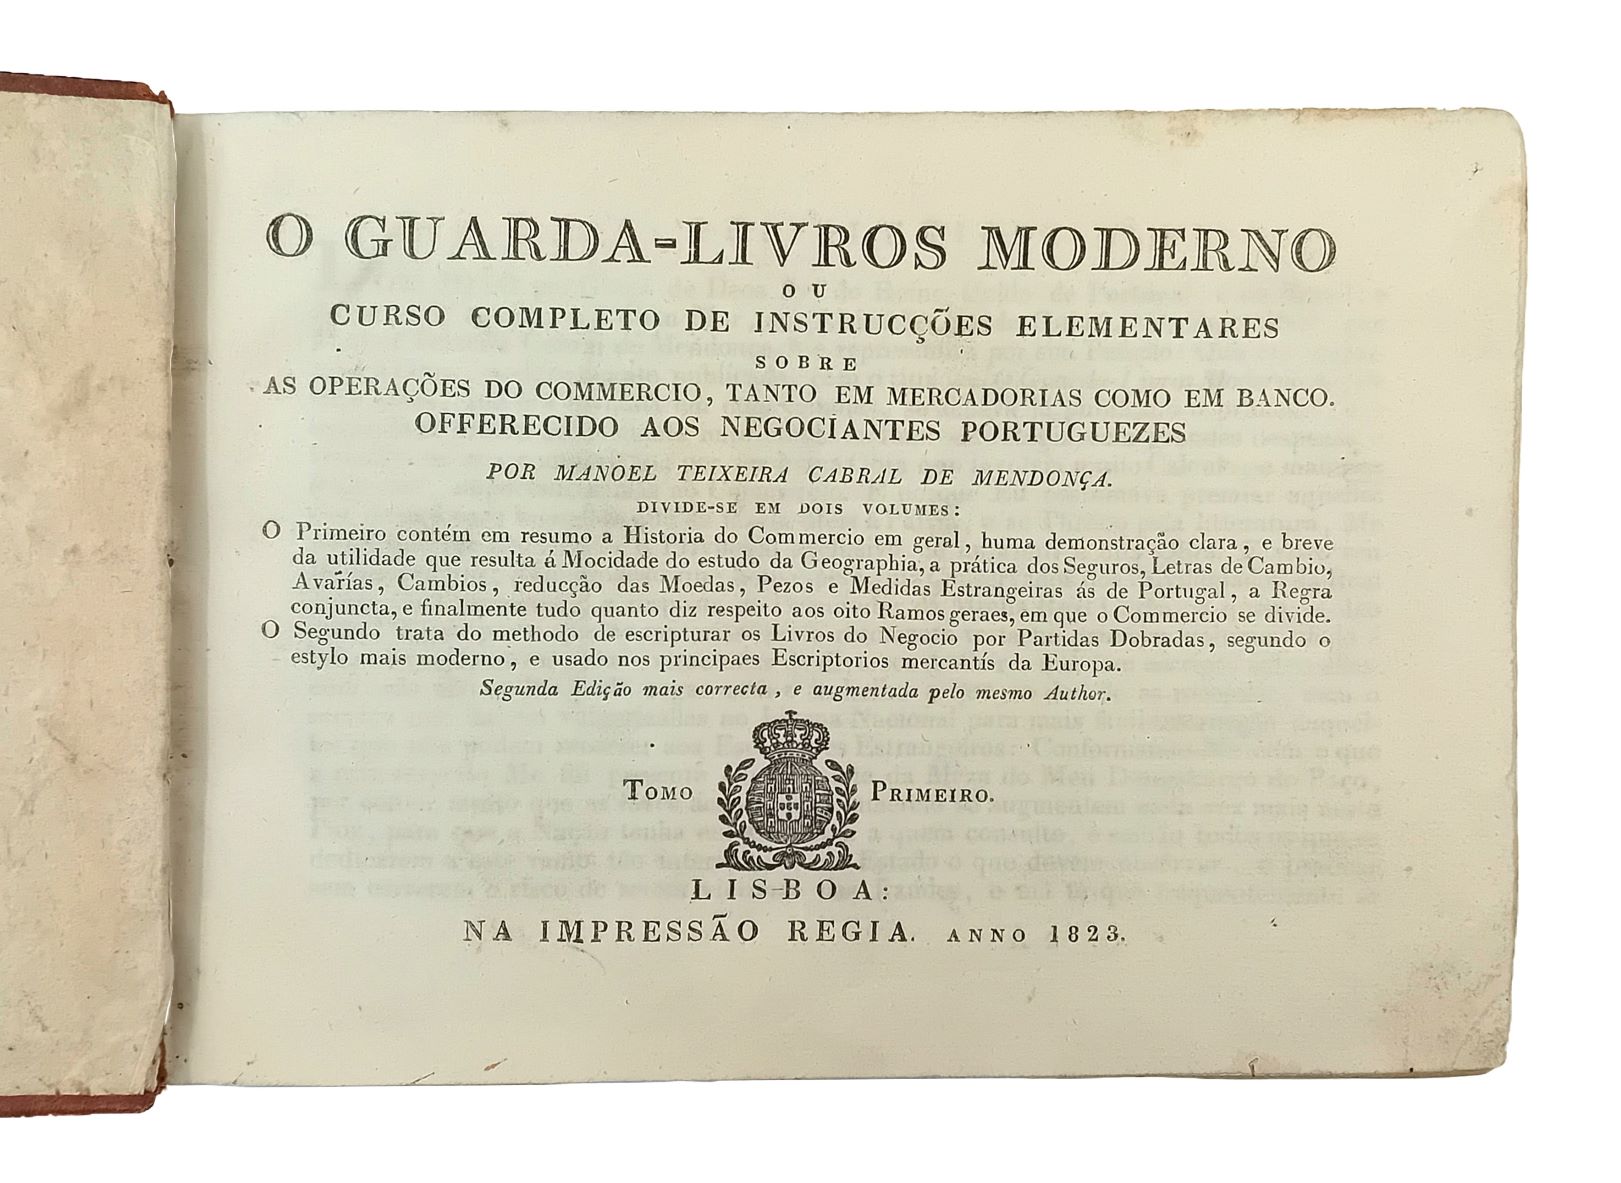 O GUARDA-LIVROS MODERNO
OU
CURSO COMPLETO DE INSTRUCÇÕES ELEMENTARES
SOBRE
AS OPERAÇÕES DO COMMERCIO, TANTO EM MERCADORIAS COMO EM BANCO.
OFFERECIDO AOS NEGOCIANTES PORTUGUEZES
POR MANOEL TEIXEIRA CABRAL DE MENDONÇA.
DIVIDE-SE EM DOIS VOLUMES:
O Primeiro contém em resumo a Historia do Commercio em geral, huma demonstração clara, e breve
da utilidade que resulta á Mocidade do estudo da Geographia, a prática dos Seguros, Letras de Cambio,
Avarías, Cambios, reducção das Moedas, Pezos e Medidas Estrangeiras ás de Portugal, a Regra
conjuncta, e finalmente tudo quanto diz respeito aos oito Ramos geraes, em que o Commercio se divide.
O Segundo trata do methodo de escripturar os Livros do Negocio por Partidas Dobradas, segundo o
estylo mais moderno, e usado nos principaes Escriptorios mercantís da Europa.
Segunda Edição mais correcta, e augmentada pelo mesmo Author.
TOMO PRIMEIRO.
LISBOA:
NA IMPRESSÃO REGIA. ANNO 1823.